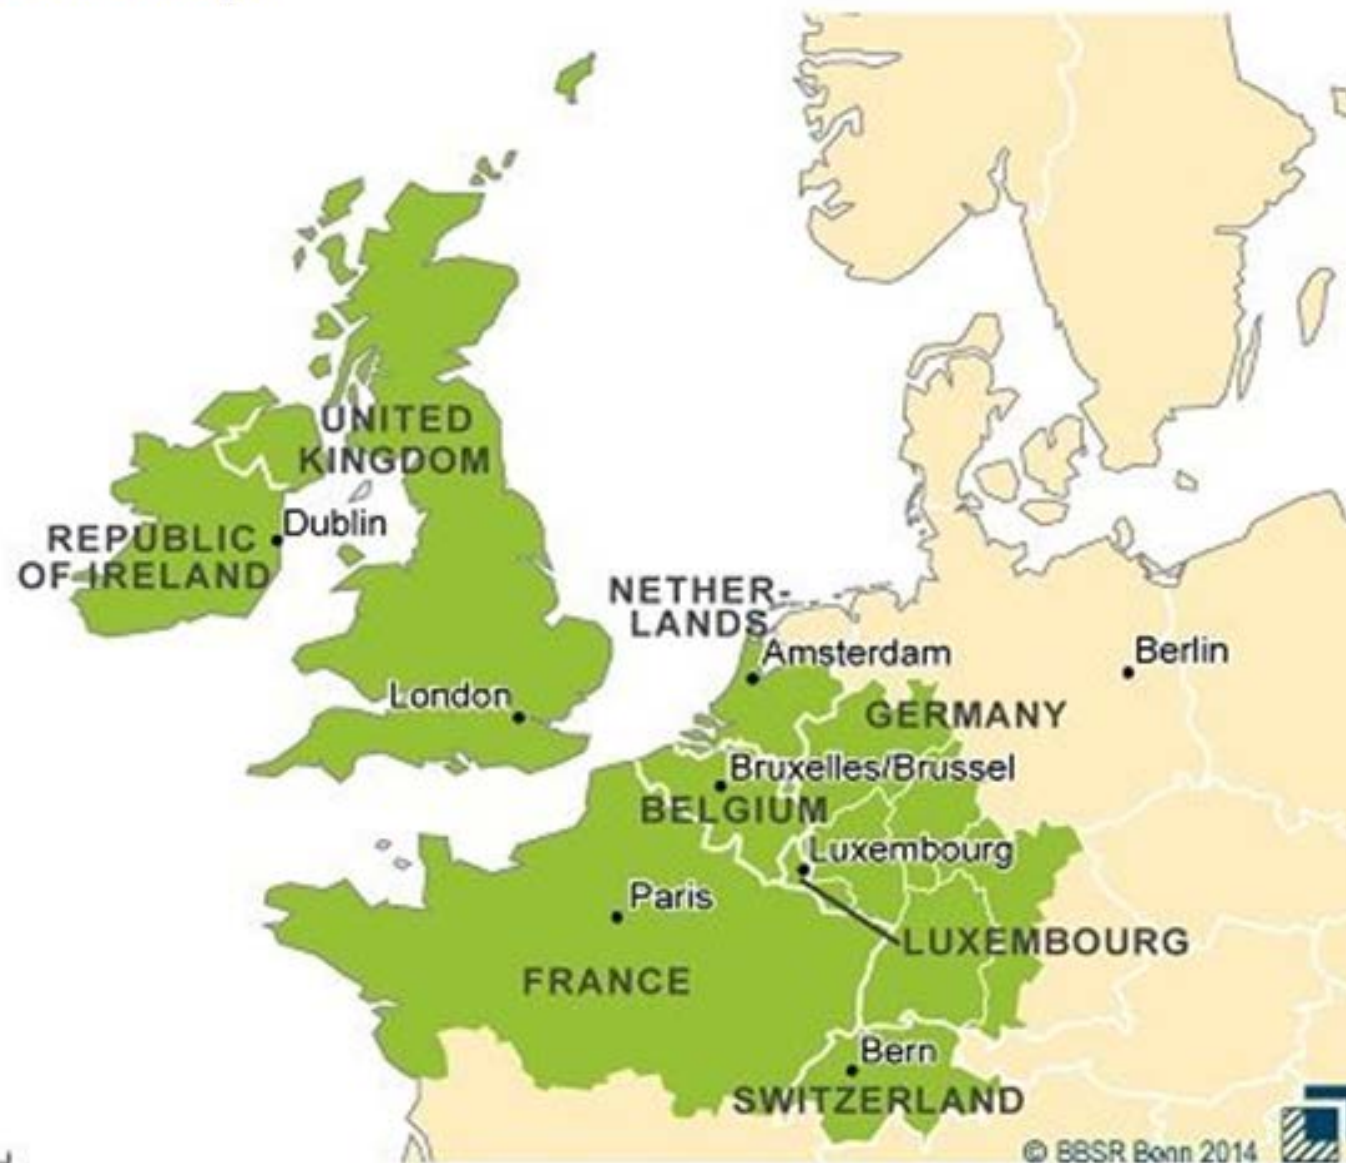 UNITED
KINGDOM
Dublin
REPUBLIC
OF IRELAND
NETHER-
LANDS
Amsterdam
Berlin
London
GERMANY
Bruxelles/Brussel
BELGIUM
Luxembourg
Paris
LUXEMBOURG
FRANCE
Bern
SWITZERLAND
© BBSR Bonn 2014